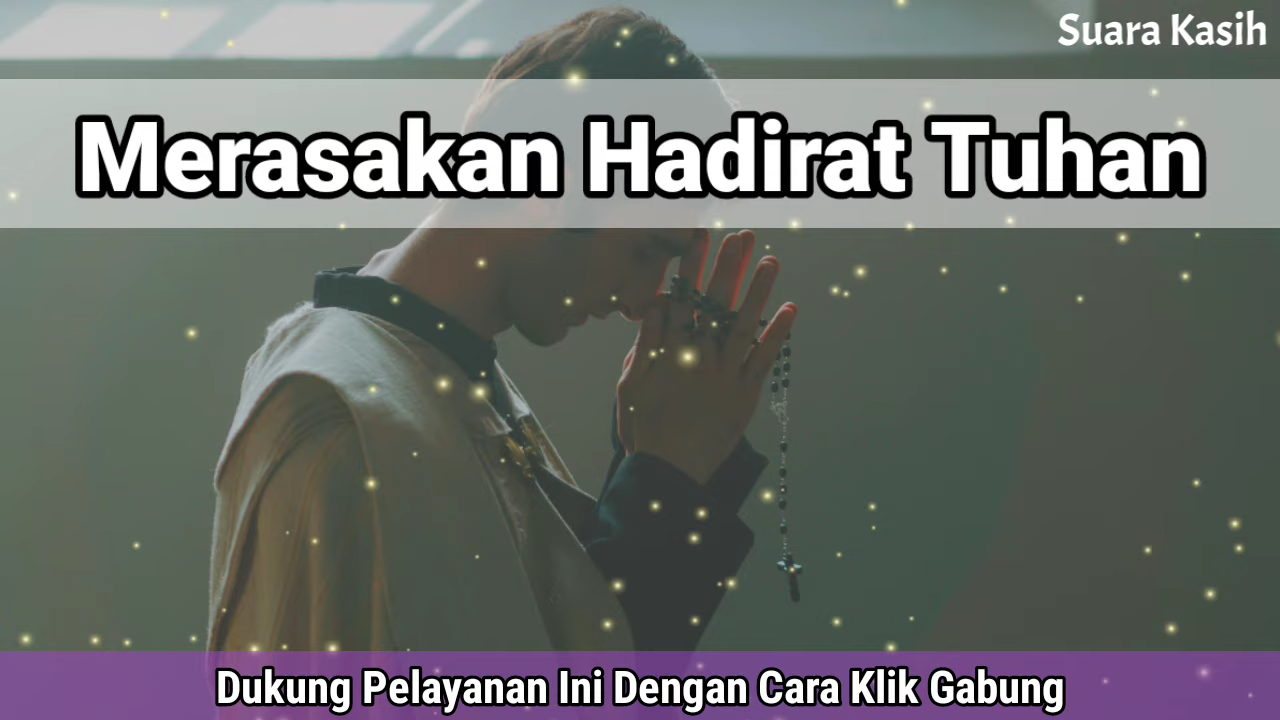 Suara Kasih
Merasakan Hadirat Tuhan
Dukung Pelayanan Ini Dengan Cara Klik Gabung